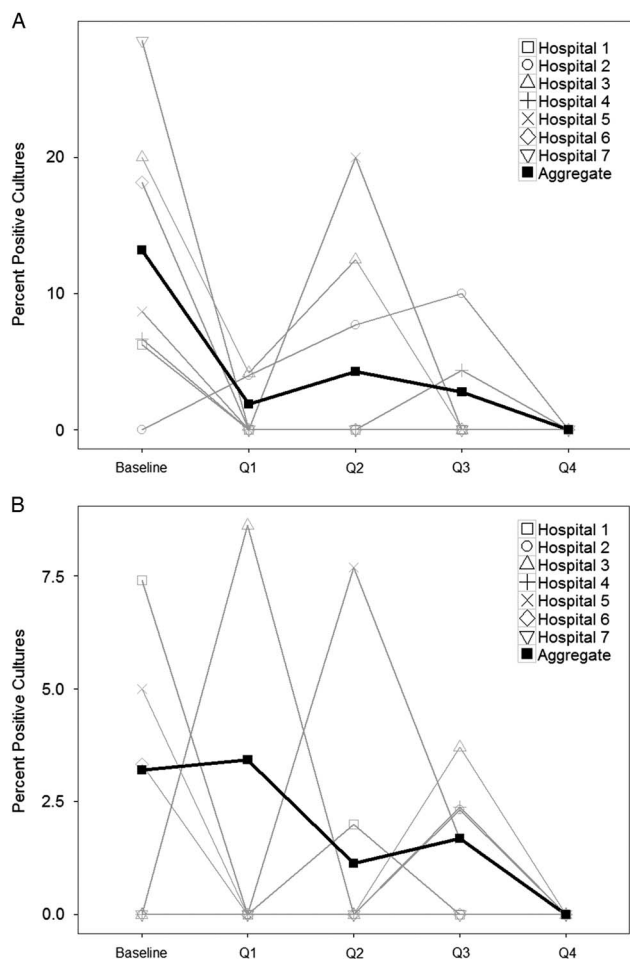 A
Percent Positive Cultures
20
10
0
Hospital 1
Hospital 2
Hospital 3
Hospital 4
Hospital 5
Hospital 6
Hospital 7
Aggregate
Baseline Q1 Q2 Q3 Q4
B
Percent Positive Cultures
7.5
5.0
2.5
0.0
Hospital 1
Hospital 2
Hospital 3
Hospital 4
Hospital 5
Hospital 6
Hospital 7
Aggregate
Baseline Q1 Q2 Q3 Q4